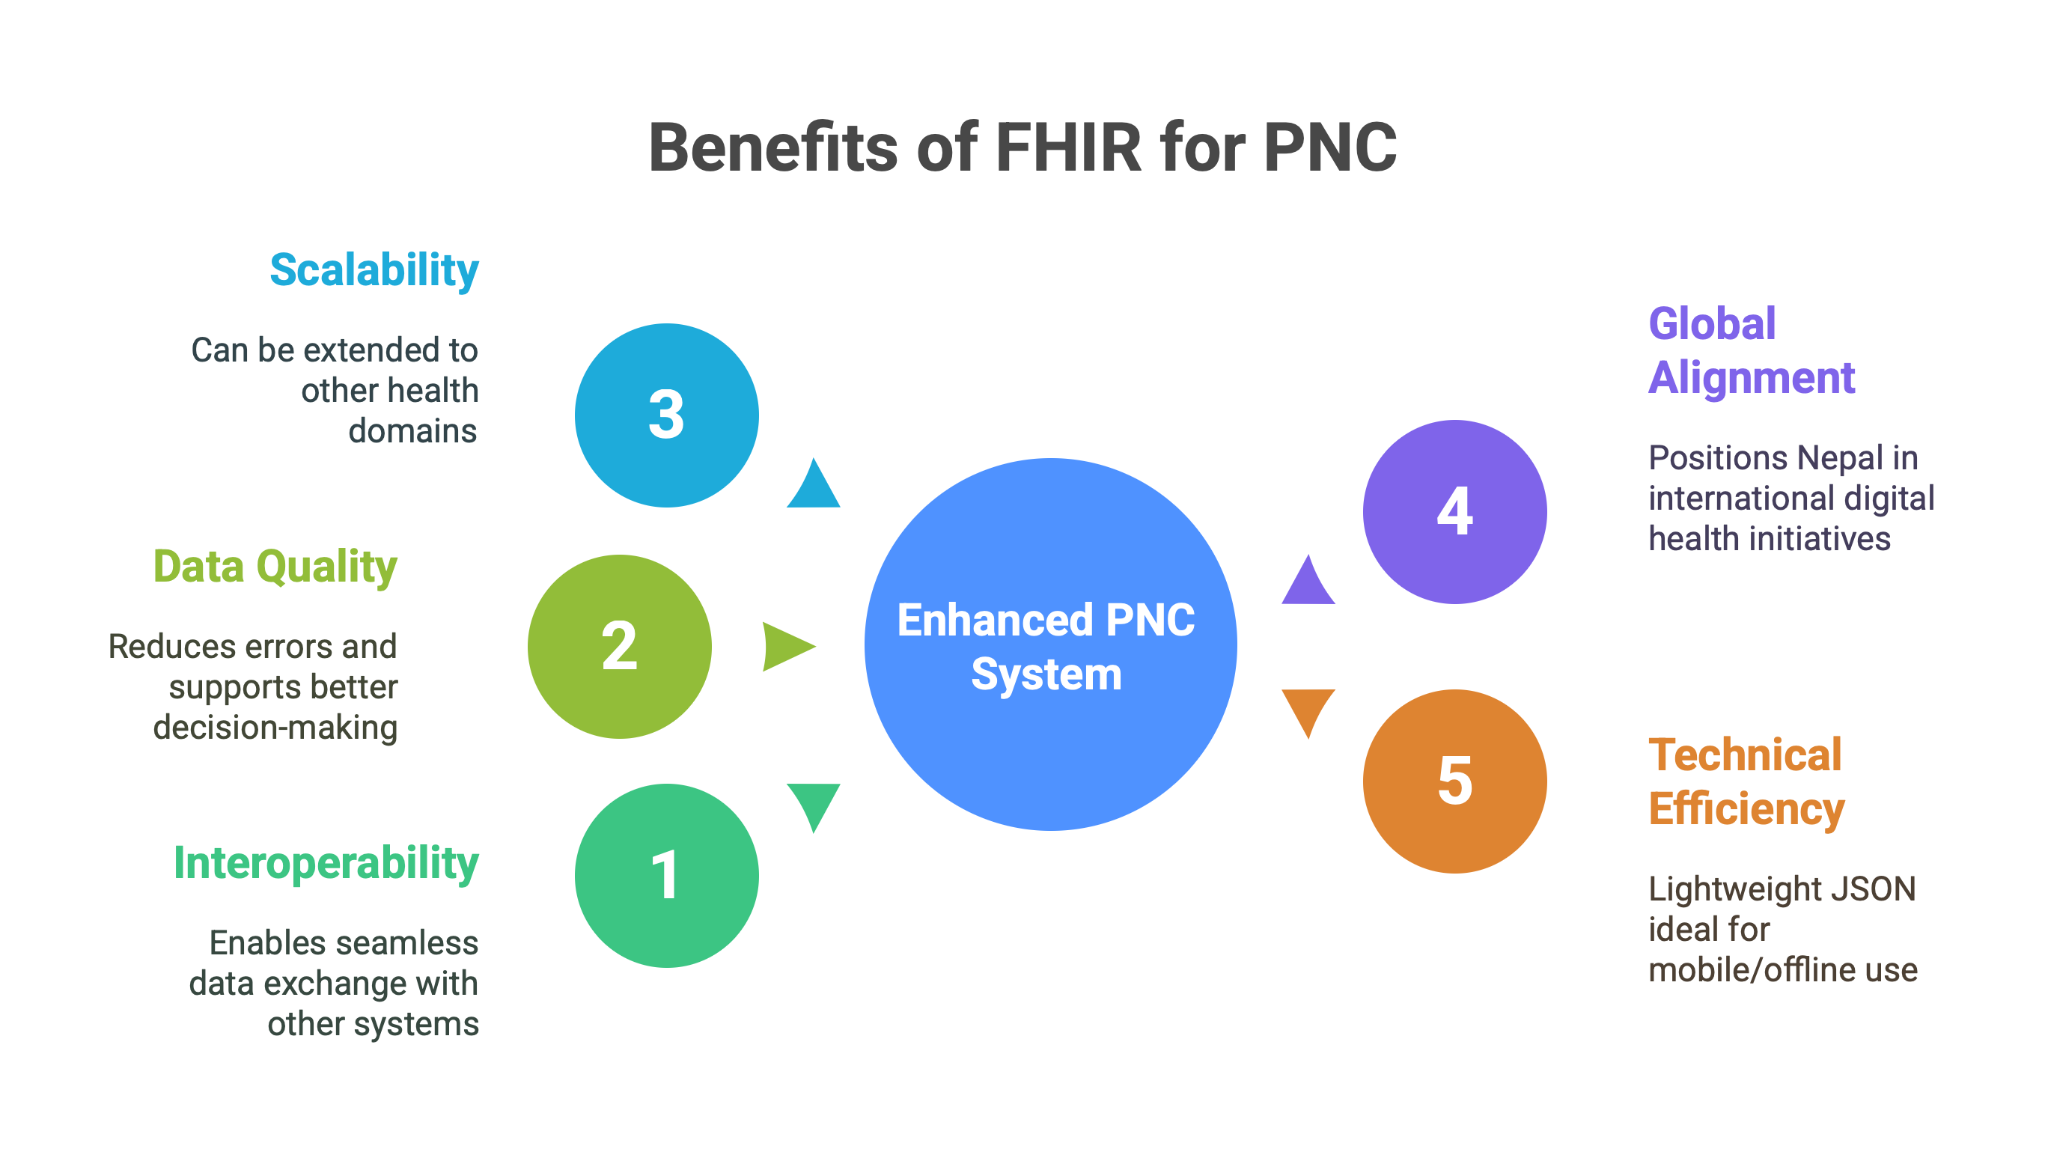 Benefits of FHIR for PNC
Scalability
Can be extended to
other health
domains
3
Data Quality
Reduces errors and
supports better
decision-making
2
Interoperability
Enables seamless
data exchange with
other systems
1
Enhanced PNC
System
Global
Alignment
Positions Nepal in
international digital
health initiatives
4
Technical
Efficiency
Lightweight JSON
ideal for
mobile/offline use
5